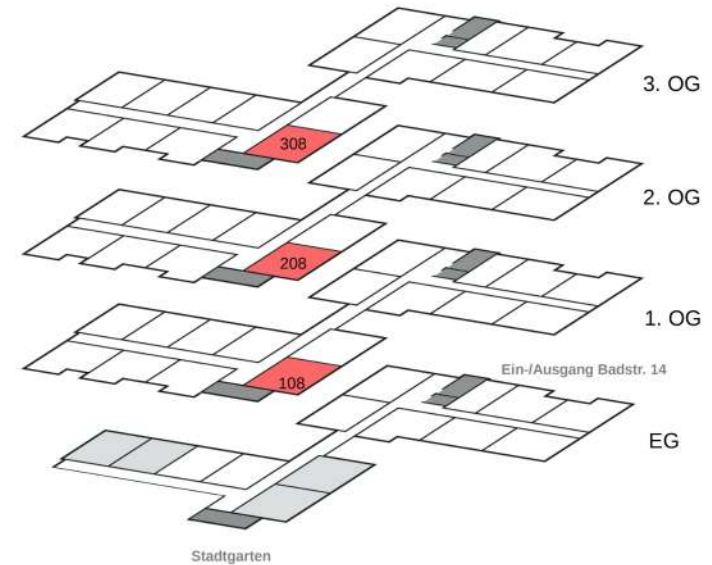 3. OG
308
2. OG
208
1. OG
Ein-/Ausgang Badstr. 14
108
EG
Stadtgarten